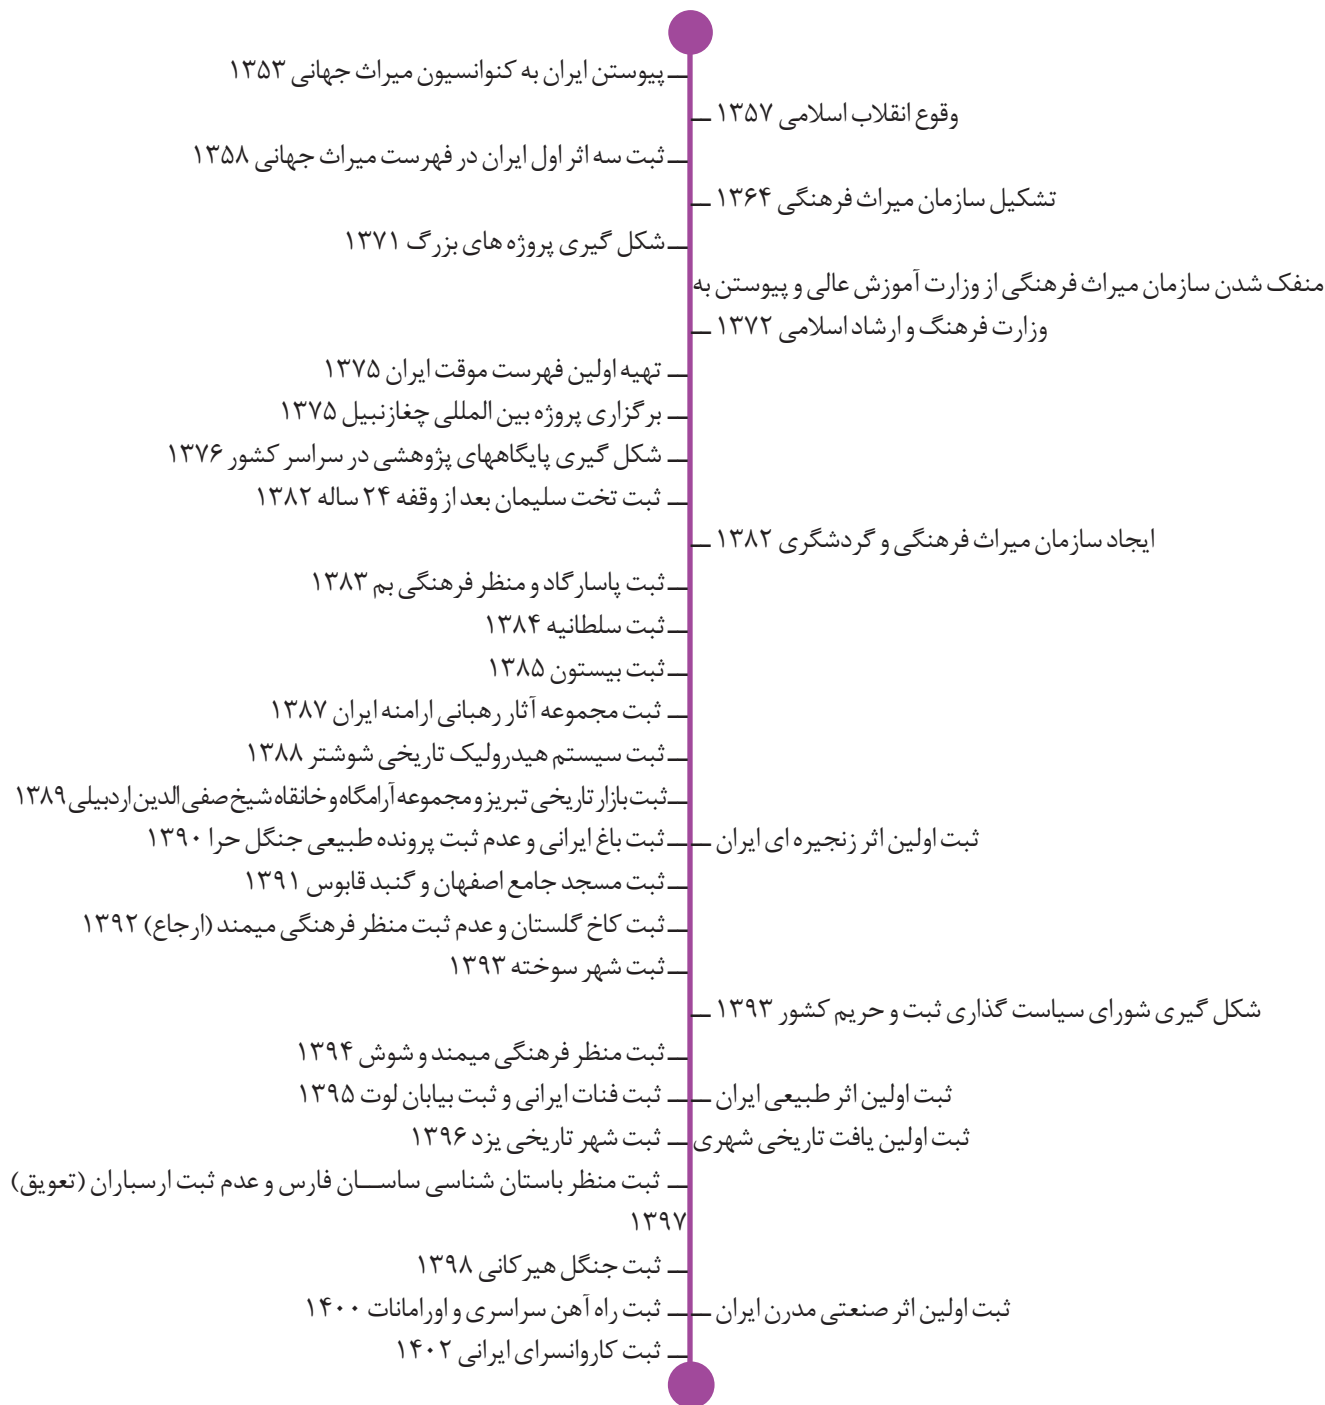 پیوستن ایران به کنوانسیون میراث جهانی ۱۳۵۳
وقوع انقلاب اسلامی ۱۳۵۷
ثبت سه اثر اول ایران در فهرست میراث جهانی ۱۳۵۸
تشکیل سازمان میراث فرهنگی ۱۳۶۴
شکل گیری پروژه های بزرگ ۱۳۷۱
منفک شدن سازمان میراث فرهنگی از وزارت آموزش عالی و پیوستن به
وزارت فرهنگ و ارشاد اسلامی ۱۳۷۲
تهیه اولین فهرست موقت ایران ۱۳۷۵
برگزاری پروژه بین المللی چغازنبیل ۱۳۷۵
شکل گیری پایگاههای پژوهشی در سراسر کشور ۱۳۷۶
ثبت تخت سلیمان بعد از وقفه ۲۴ ساله ۱۳۸۲
ایجاد سازمان میراث فرهنگی و گردشگری ۱۳۸۲
ثبت پاسارگاد و منظر فرهنگی بم ۱۳۸۳
ثبت سلطانیه ۱۳۸۴
ثبت بیستون ۱۳۸۵
ثبت مجموعه آثار رهبانی ارامنه ایران ۱۳۸۷
ثبت سیستم هیدرولیک تاریخی شوشتر ۱۳۸۸
ثبت بازار تاریخی تبریز و مجموعه آرامگاه و خانقاه شیخ صفی الدین اردبیلی ۱۳۸۹
ثبت اولین اثر زنجیره ای ایران
ثبت باغ ایرانی و عدم ثبت پرونده طبیعی جنگل حرا ۱۳۹۰
ثبت مسجد جامع اصفهان و گنبد قابوس ۱۳۹۱
ثبت کاخ گلستان و عدم ثبت منظر فرهنگی میمند (ارجاع) ۱۳۹۲
ثبت شهر سوخته ۱۳۹۳
شکل گیری شورای سیاست گذاری ثبت و حریم کشور ۱۳۹۳
ثبت منظر فرهنگی میمند و شوش ۱۳۹۴
ثبت اولین اثر طبیعی ایران
ثبت فنات ایرانی و ثبت بیابان لوت ۱۳۹۵
ثبت اولین یافت تاریخی شهری
ثبت شهر تاریخی یزد ۱۳۹۶
ثبت منظر باستان شناسی ساســان فارس و عدم ثبت ارسباران (تعویق)
۱۳۹۷
ثبت جنگل هیرکانی ۱۳۹۸
ثبت اولین اثر صنعتی مدرن ایران
ثبت راه آهن سراسری و اورامانات ۱۴۰۰
ثبت کاروانسرای ایرانی ۱۴۰۲